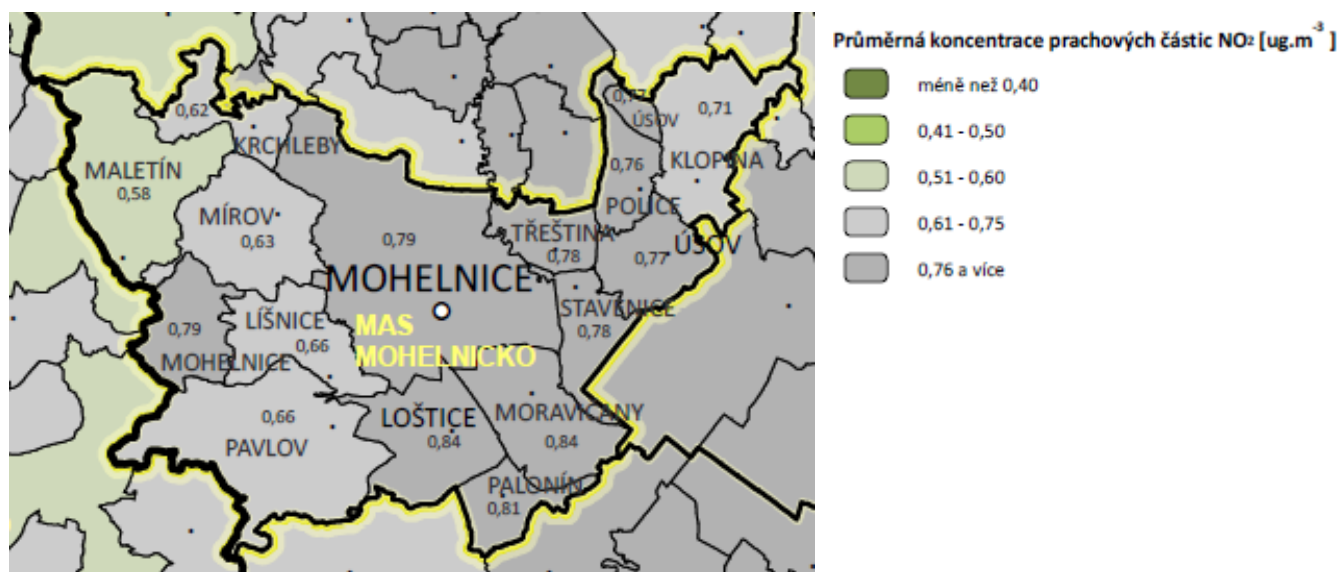 Průměrná koncentrace prachových částic NO₂ [ug.m⁻³ ]
méně než 0,40
0,41 - 0,50
0,51 - 0,60
0,61 - 0,75
0,76 a více
0,62
KRCHLEBY
MALETÍN
0,58
MÍROV
0,63
0,79
MOHELNICE
MAS
MOHELNICKO
0,77
ÚSOV
0,71
KLOPINA
0,76
POLICE
TŘEŠTINA
0,78
ÚSOV
0,77
STAVENICE
0,78
LÍŠNICE
0,66
0,79
MOHELNICE
0,66
PAVLOV
LOŠTICE
0,84
MORAVIČANY
0,84
PALONÍN
0,81